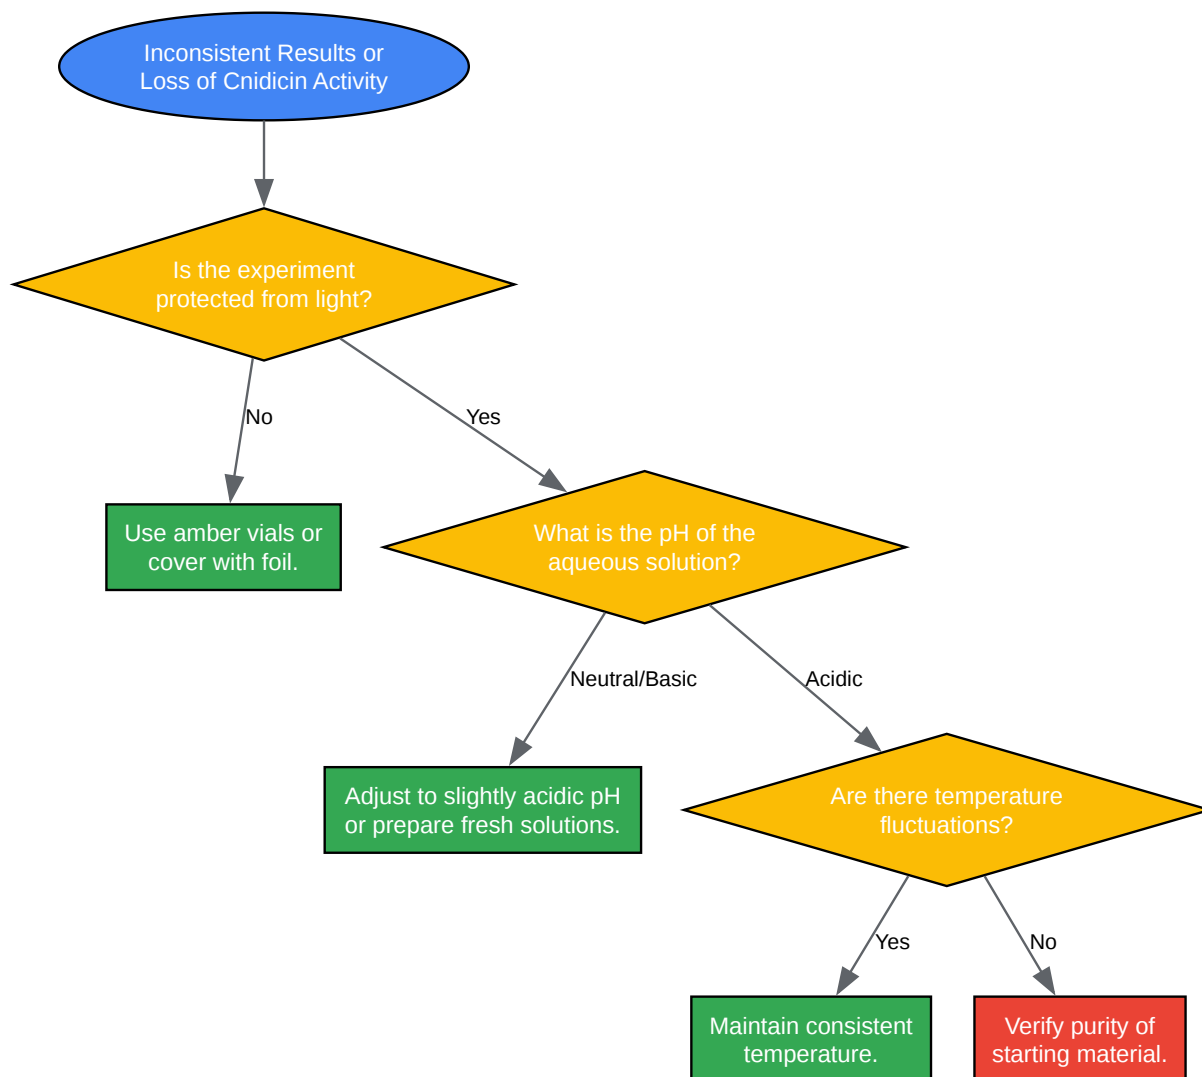 Inconsistent Results or
Loss of Cnidicin Activity
Is the experiment
protected from light?
No
Yes
Use amber vials or
cover with foil.
What is the pH of the
aqueous solution?
Neutral/Basic
Acidic
Adjust to slightly acidic pH
or prepare fresh solutions.
Are there temperature
fluctuations?
Yes
No
Maintain consistent
temperature.
Verify purity of
starting material.